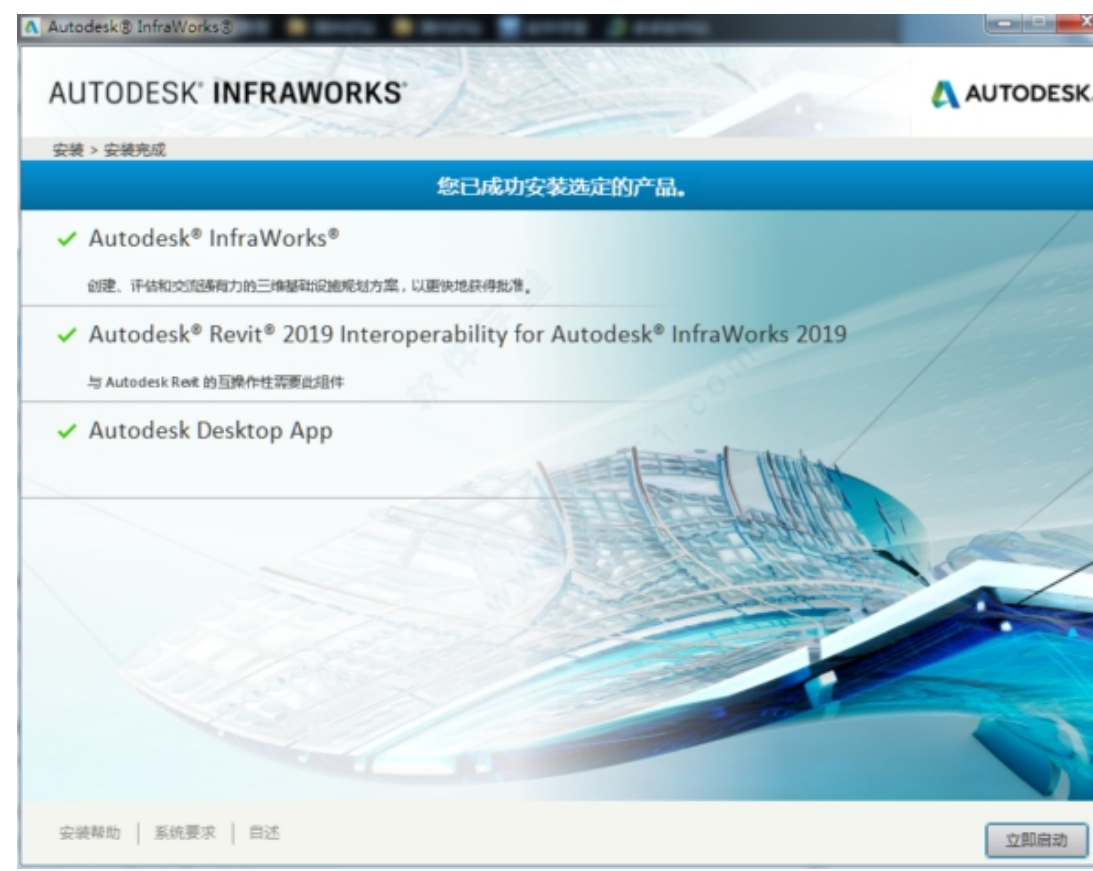 Autodesk® InfraWorks®
AUTODESK® INFRAWORKS®
AUTODESK.
安装 > 安装完成
您已成功安装选定的产品。
Autodesk® InfraWorks®
创建、评估和交流强有力的三维基础设施规划方案，以更快地获得批准。
Autodesk® Revit® 2019 Interoperability for Autodesk® InfraWorks 2019
与 Autodesk Revit 的互操作性需要此组件
Autodesk Desktop App
安装帮助 | 系统要求 | 自述
立即启动